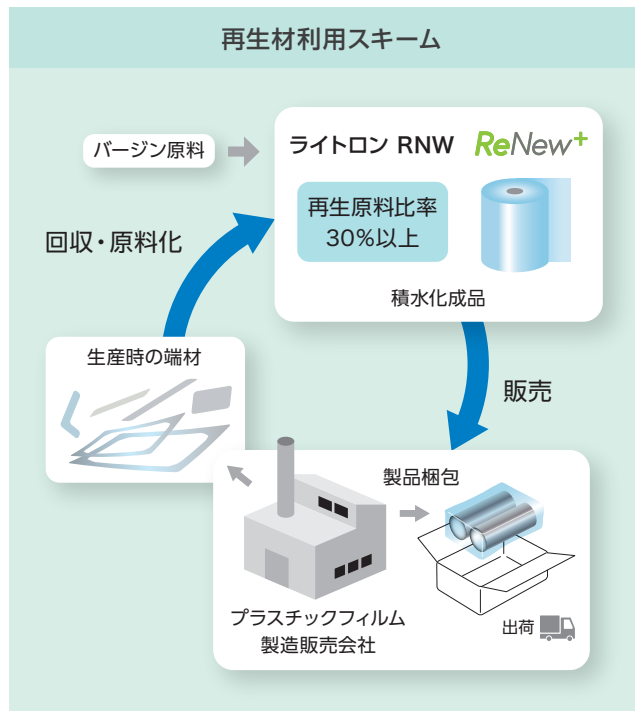 再生材利用スキーム
バージン原料
ライトロン RNW
ReNew+
再生原料比率
30%以上
積水化成品
回収・原料化
生産時の端材
販売
製品梱包
プラスチックフィルム
製造販売会社
出荷